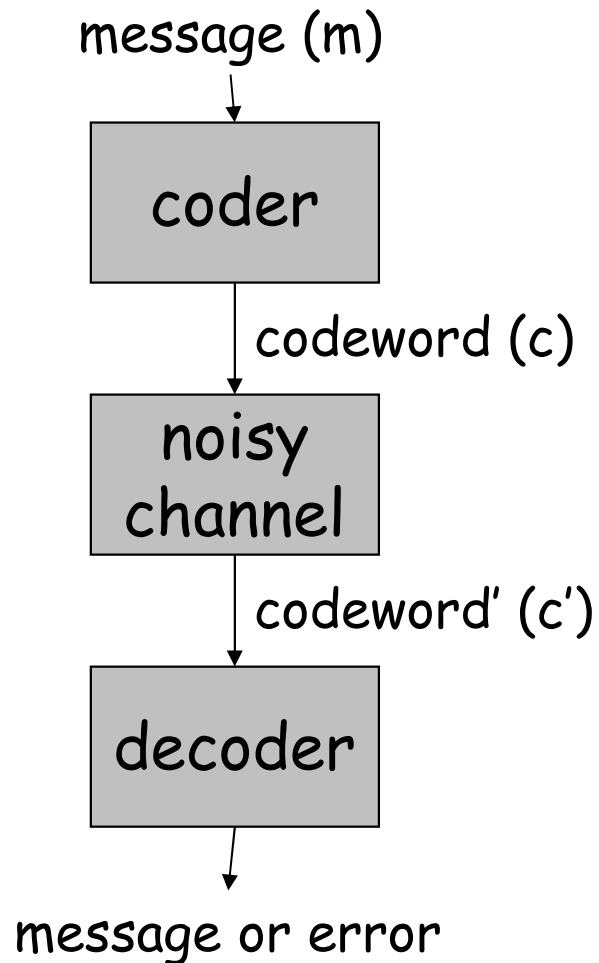 message (m)
coder
codeword (c)
noisy
channel
codeword’ (c’)
decoder
message or error